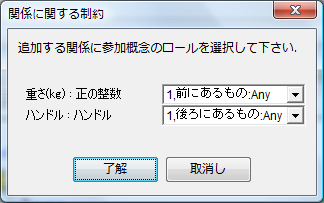 関係に関する制約
追加する関係に参加概念のロールを選択して下さい.
重さ(kg) : 正の整数 1,前にあるもの:Any
ハンドル : ハンドル 1,後ろにあるもの:Any
了解 取消し